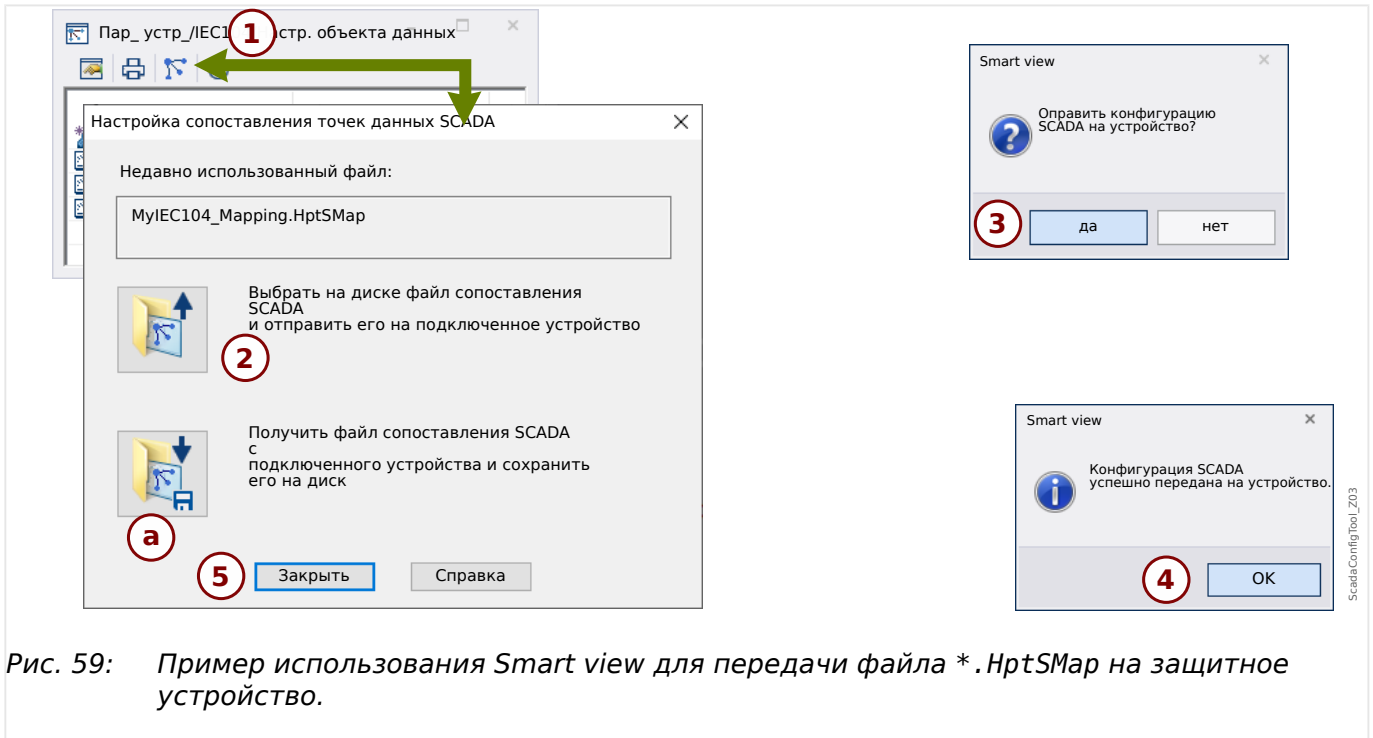 Пар_ устр_/IEC1
стр. объекта данных
1
Настройка сопоставления точек данных SCADA
Недавно использованный файл:
MyIEC104_Mapping.HptSMap
Выбрать на диске файл сопоставления
SCADA
и отправить его на подключенное устройство
2
Получить файл сопоставления SCADA
с
подключенного устройства и сохранить
его на диск
a
5
Закрыть
Справка
Smart view
Оправить конфигурацию
SCADA на устройство?
3
да
нет
Smart view
Конфигурация SCADA
успешно передана на устройство.
4
OK
ScadaConfigTool_Z03
Рис. 59: Пример использования Smart view для передачи файла *.HptSMap на защитное
устройство.